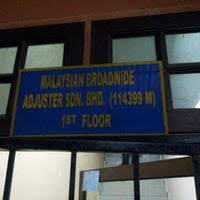 MALAYSIAN BROADWIDE
ADJUSTER SDN. BHD. (114399 M)
1ST FLOOR